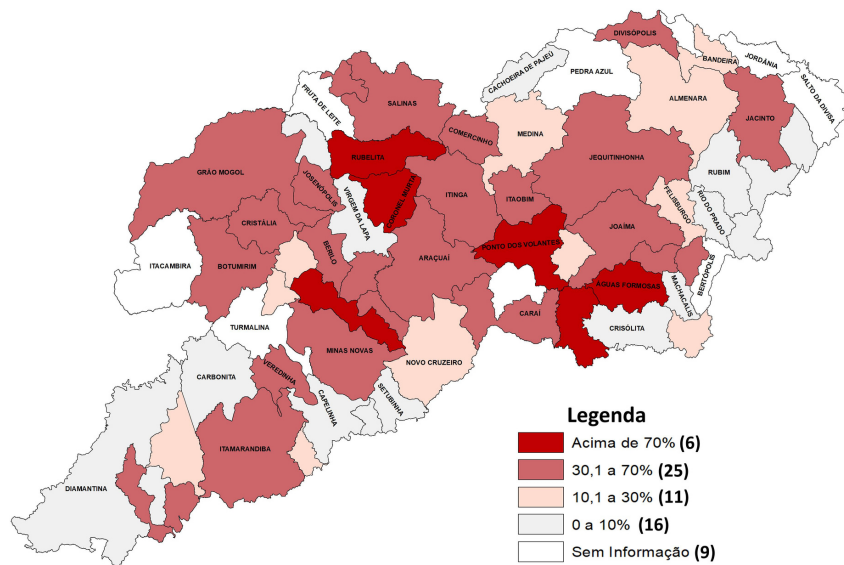 DIVISÓPOLIS
CACHOEIRA DE PAJEÚ
PEDRA AZUL
BANDEIRA
JORDÂNIA
SALTO DA DIVISA
FRUTA DE LEITE
SALINAS
ALMENARA
JACINTO
COMERCINHO
MEDINA
RUBELITA
JEQUITINHONHA
GRÃO MOGOL
JOSENÓPOLIS
VIRGEM DA LAPA
CORONEL MURTA
ITINGA
ITAOBIM
RUBIM
FELISBURGO
RIO DO PRADO
CRISTÁLIA
JOAÍMA
BERILO
PONTO DOS VOLANTES
ARAÇUAÍ
ITACAMBIRA
BOTUMIRIM
ÁGUAS FORMOSAS
MACHACALIS
BERTÓPOLIS
TURMALINA
CARAÍ
CRISÓLITA
MINAS NOVAS
NOVO CRUZEIRO
VEREDINHA
CARBONITA
CAPELINHA
SETUBINHA
ITAMARANDIBA
DIAMANTINA
Legenda
Acima de 70% (6)
30,1 a 70% (25)
10,1 a 30% (11)
0 a 10% (16)
Sem Informação (9)